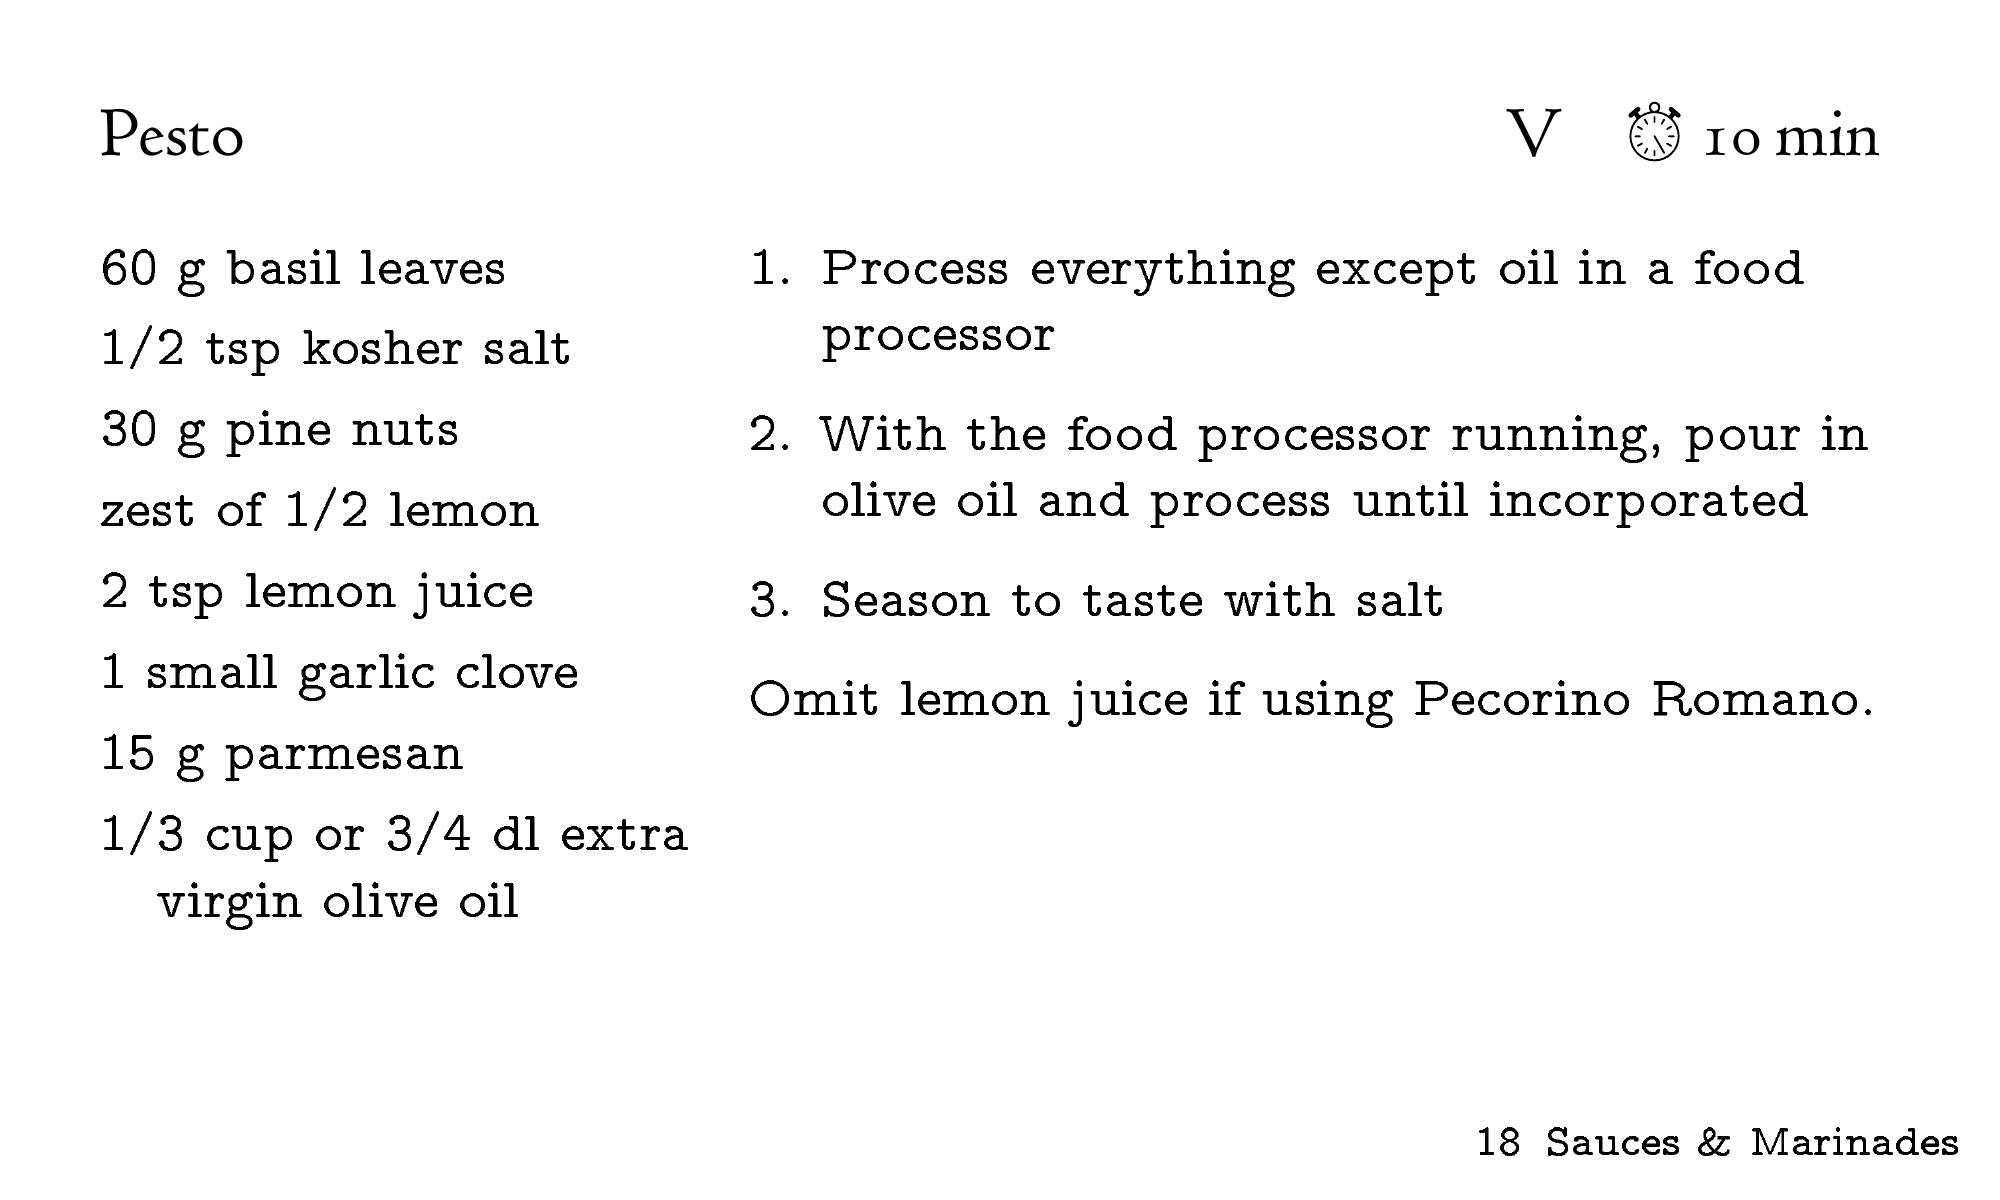 Pesto
V 10 min
60 g basil leaves
1/2 tsp kosher salt
30 g pine nuts
zest of 1/2 lemon
2 tsp lemon juice
1 small garlic clove
15 g parmesan
1/3 cup or 3/4 dl extra
virgin olive oil
1. Process everything except oil in a food
processor
2. With the food processor running, pour in
olive oil and process until incorporated
3. Season to taste with salt
Omit lemon juice if using Pecorino Romano.
18 Sauces & Marinades